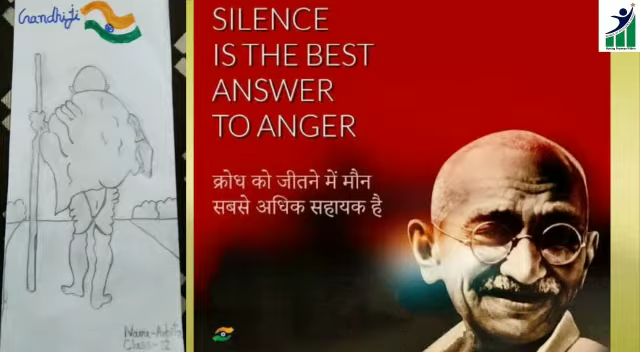 Gandhiji
Name-
Class-12
SILENCE
IS THE BEST
ANSWER
TO ANGER
क्रोध को जीतने में मौन
सबसे अधिक सहायक है